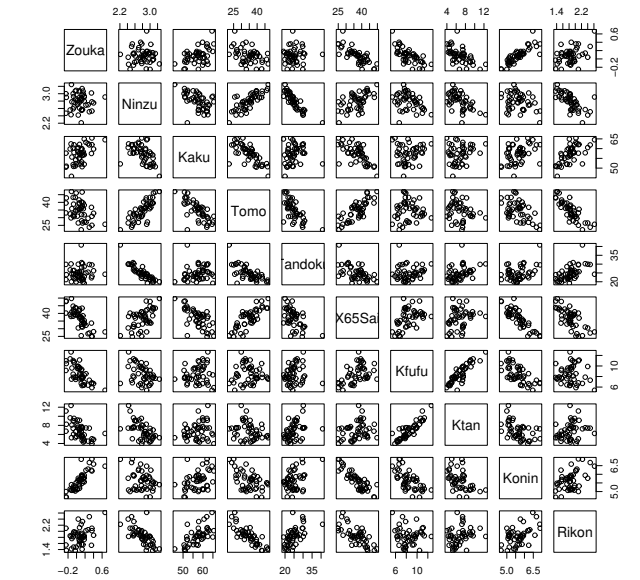 2.2 3.0 25 40 25 40 4 6 8 12 1.4 2.2
Zouka −0.2 0.6
2.2 3.0 Ninzu
Kaku 50 65
25 40 Tomo
Tandoku 20 35
25 40 X65Sai
Kfufu 6 10
4 8 12 Ktan
Konin 5.0 6.5
1.4 2.2 Rikon
−0.2 0.6 50 60 20 35 6 10 5.0 6.5